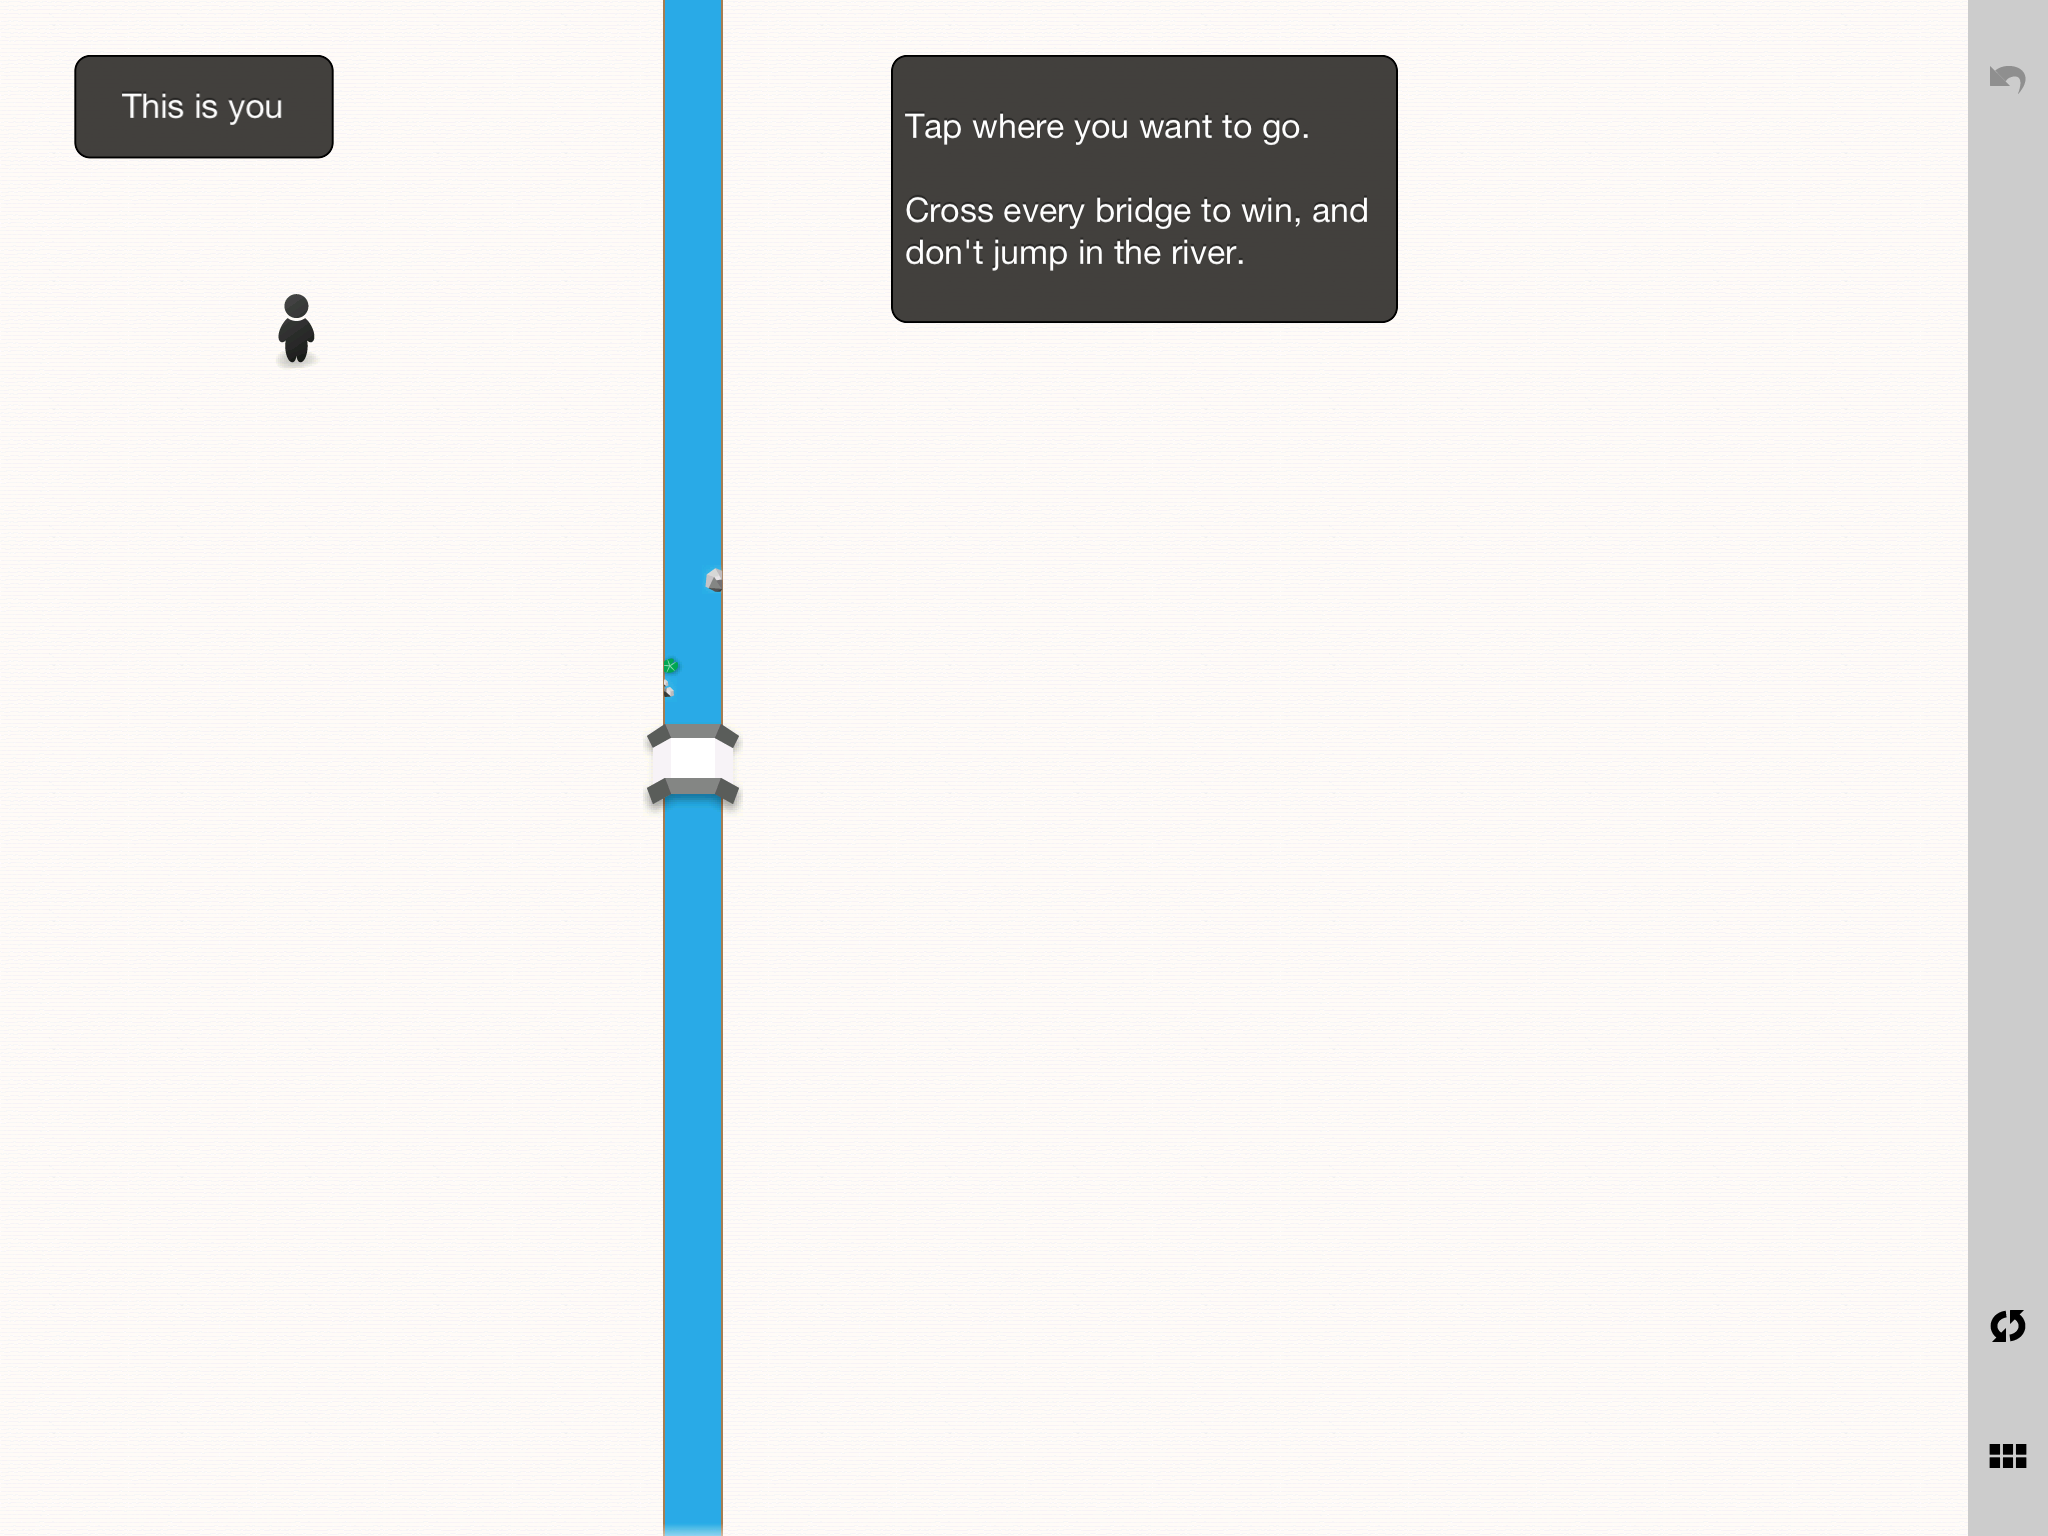 This is you
Tap where you want to go.
Cross every bridge to win, and
don't jump in the river.